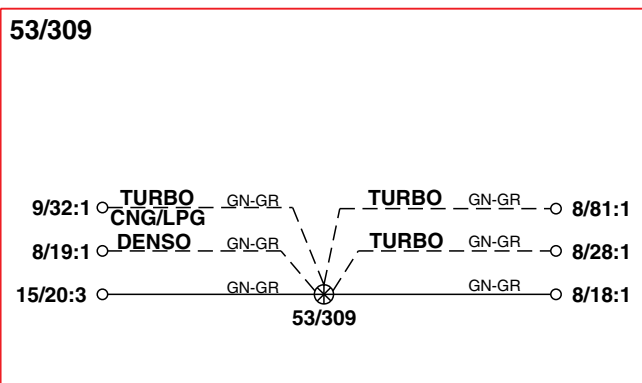 53/309
9/32:1 TURBO GN-GR TURBO GN-GR 8/81:1
CNG/LPG
8/19:1 DENSO GN-GR TURBO GN-GR 8/28:1
15/20:3 GN-GR GN-GR 8/18:1
53/309